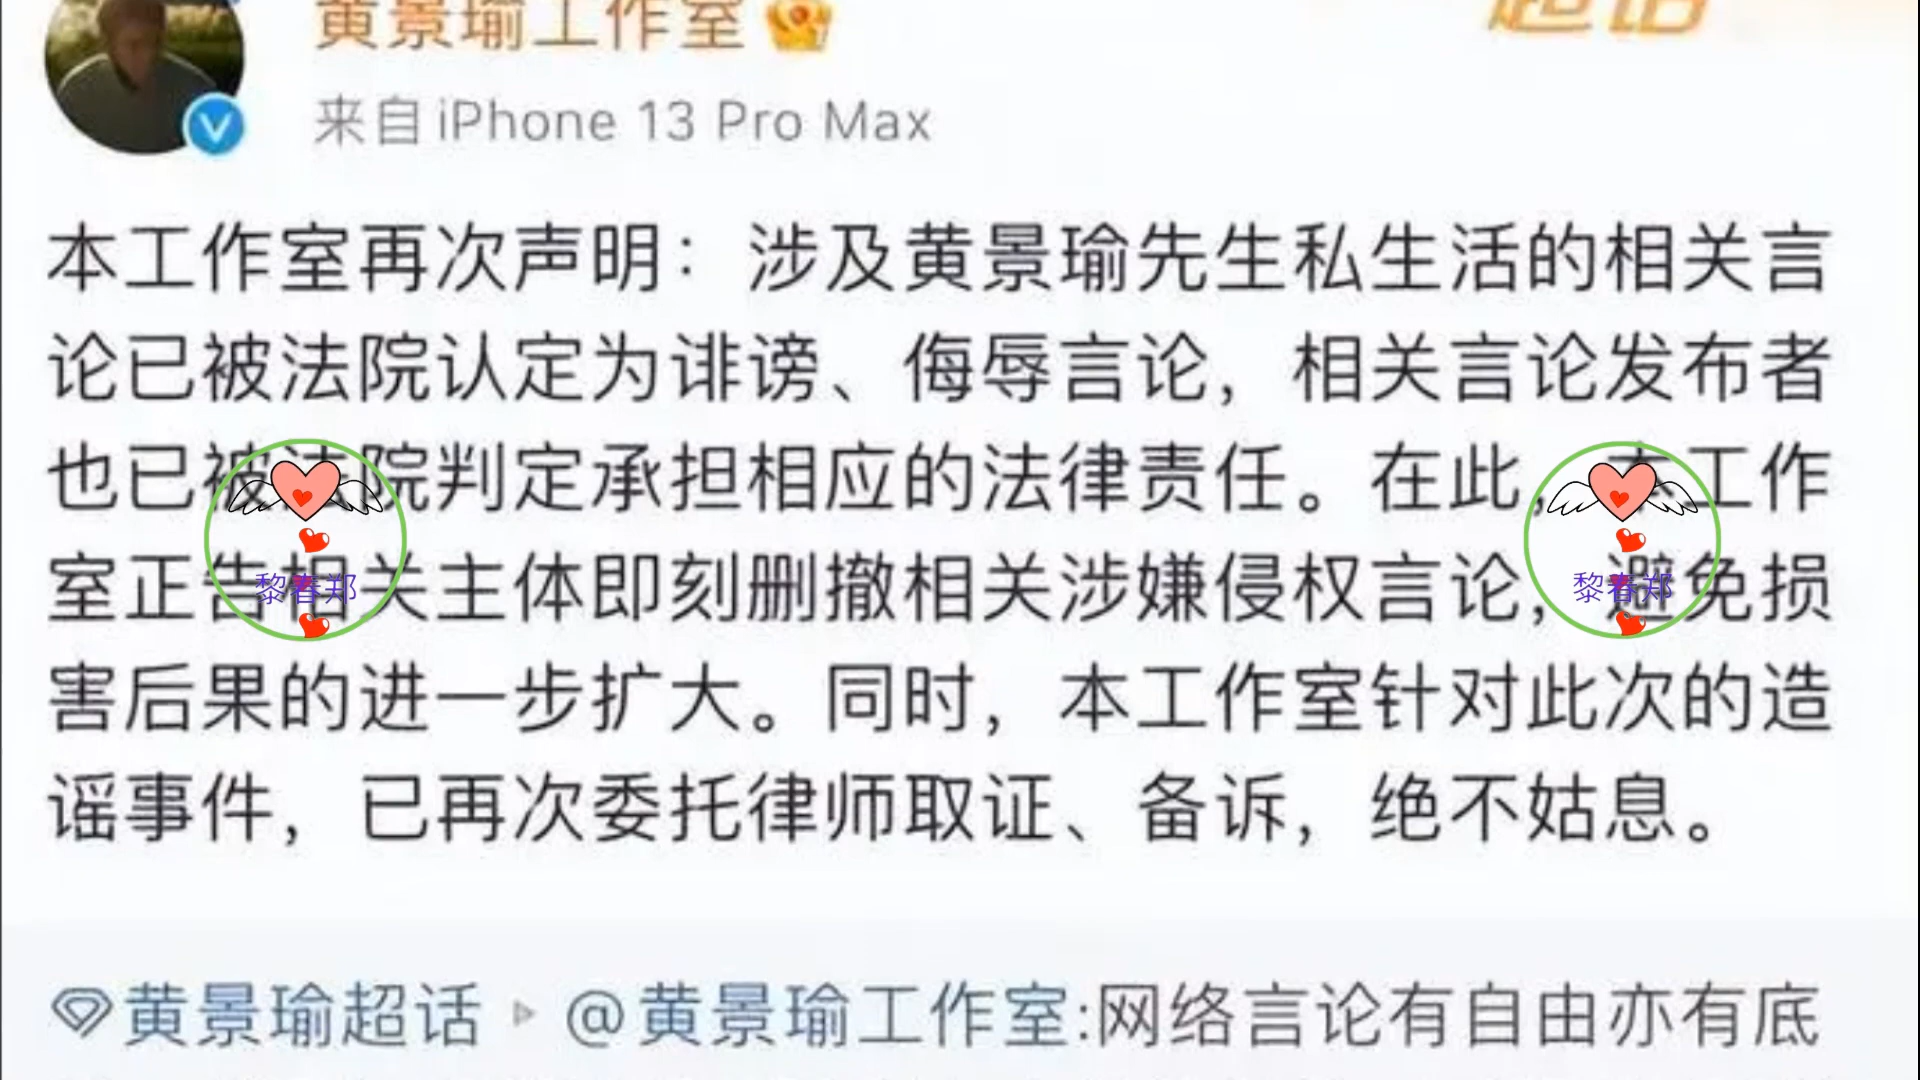 黄景瑜工作室
超话
来自 iPhone 13 Pro Max
本工作室再次声明：涉及黄景瑜先生私生活的相关言
论已被法院认定为诽谤、侮辱言论，相关言论发布者
也已被法院判定承担相应的法律责任。在此，本工作
室正告相关主体即刻删撤相关涉嫌侵权言论，避免损
害后果的进一步扩大。同时，本工作室针对此次的造
谣事件，已再次委托律师取证、备诉，绝不姑息。
黎春郑
黎春郑
黄景瑜超话 @黄景瑜工作室:网络言论有自由亦有底